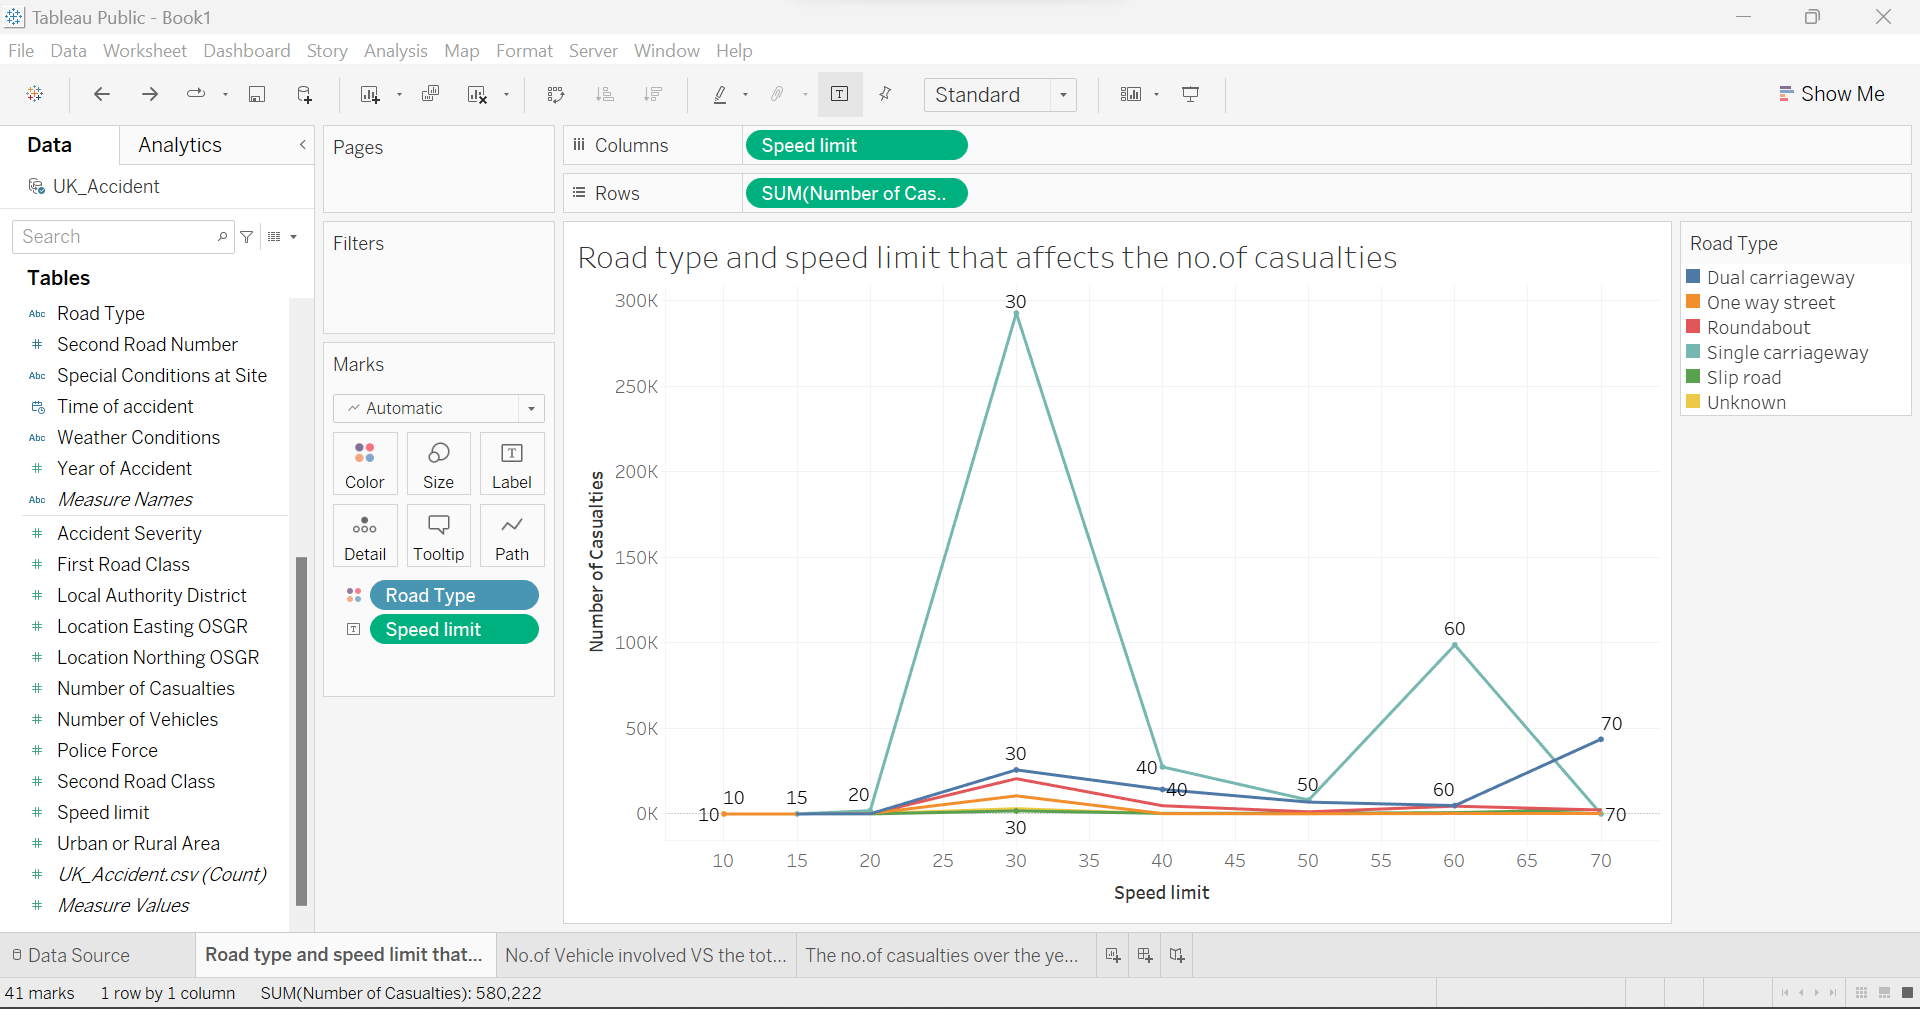 Tableau Public - Book1
File Data Worksheet Dashboard Story Analysis Map Format Server Window Help
Standard
Show Me
Data
Analytics
UK_Accident
Search
Tables
Abc Road Type
# Second Road Number
Abc Special Conditions at Site
Time of accident
Abc Weather Conditions
# Year of Accident
Abc Measure Names
# Accident Severity
# First Road Class
# Local Authority District
# Location Easting OSGR
# Location Northing OSGR
# Number of Casualties
# Number of Vehicles
# Police Force
# Second Road Class
# Speed limit
# Urban or Rural Area
# UK_Accident.csv (Count)
# Measure Values
Pages
Filters
Marks
Automatic
Color Size Label
Detail Tooltip Path
Road Type
Speed limit
Columns Speed limit
Rows SUM(Number of Cas..
Road type and speed limit that affects the no.of casualties
Number of Casualties
300K
250K
200K
150K
100K
50K
0K
30
60
70
30
40
40
50
60
10
15
20
10
30
70
10 15 20 25 30 35 40 45 50 55 60 65 70
Speed limit
Road Type
Dual carriageway
One way street
Roundabout
Single carriageway
Slip road
Unknown
Data Source
Road type and speed limit that...
No.of Vehicle involved VS the tot...
The no.of casualties over the ye...
41 marks 1 row by 1 column SUM(Number of Casualties): 580,222